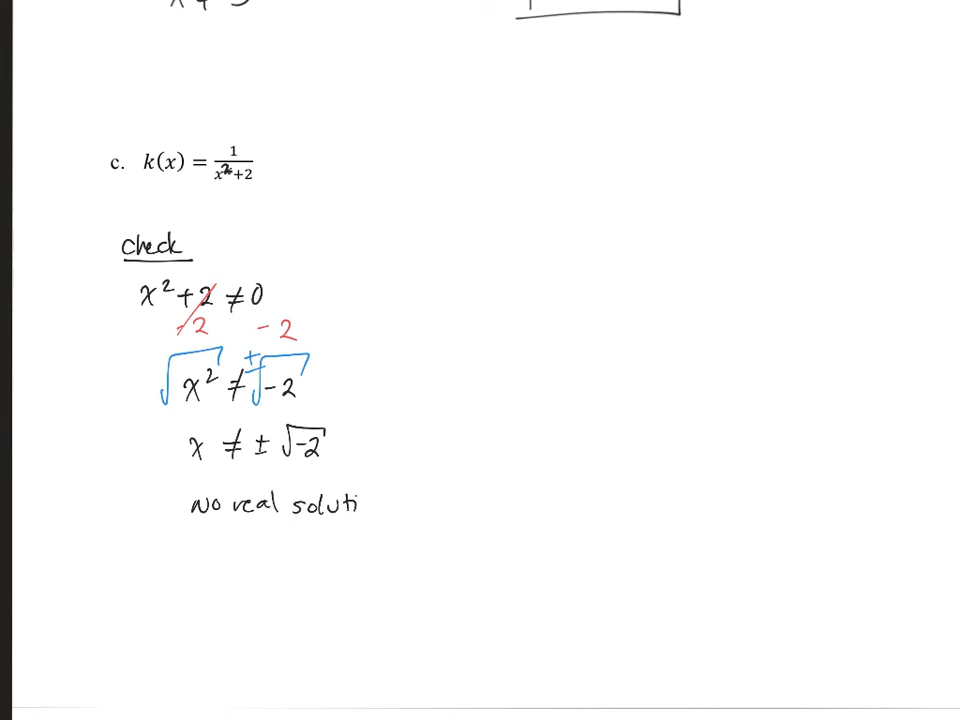 c. k(x) = 1/(x²+2)
Check
x² + 2 ≠ 0
-2 -2
√x² ≠ ±√-2
x ≠ ± √-2
No real soluti